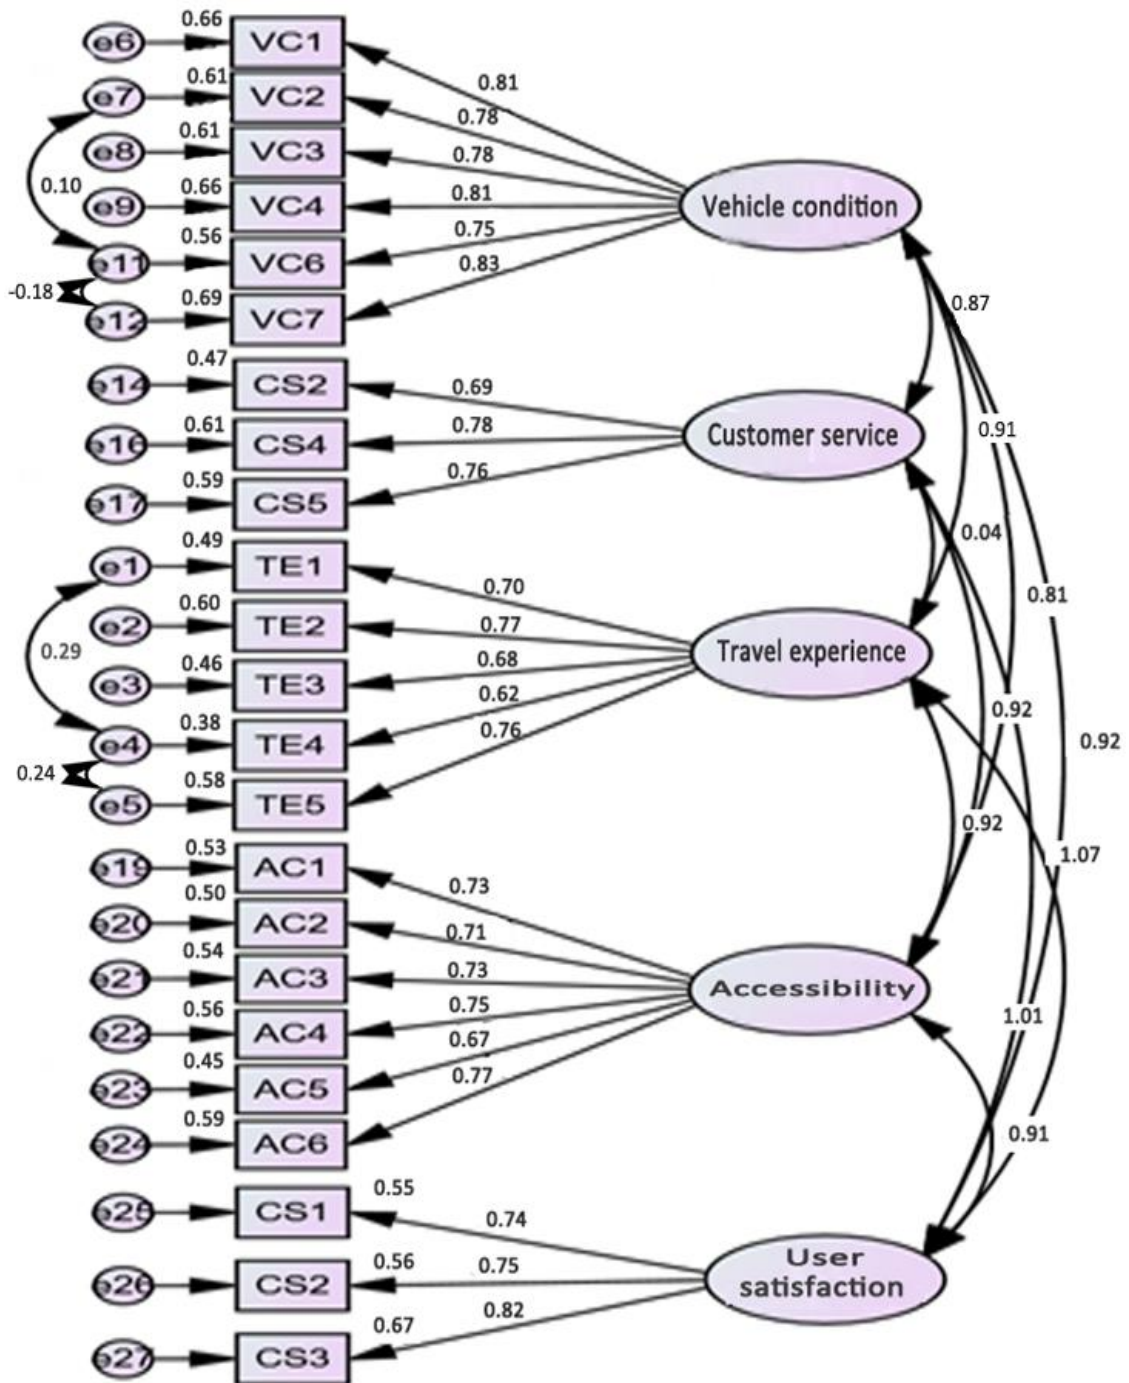 0.66
e6
VC1
0.81
0.61
e7
VC2
0.78
0.61
e8
VC3
0.78
0.10
0.66
e9
VC4
0.81
Vehicle condition
0.56
e11
VC6
0.75
0.83
-0.18
0.69
e12
VC7
0.87
0.47
e14
CS2
0.69
0.61
e16
CS4
0.78
Customer service
0.91
0.59
e17
CS5
0.76
0.49
e1
TE1
0.04
0.70
0.81
0.60
e2
TE2
0.77
0.29
0.46
e3
TE3
0.68
Travel experience
0.62
0.38
e4
TE4
0.76
0.92
0.92
0.24
0.58
e5
TE5
0.92
0.53
e19
AC1
0.73
1.07
0.50
e20
AC2
0.71
0.54
e21
AC3
0.73
Accessibility
0.56
e22
AC4
0.75
1.01
0.67
0.45
e23
AC5
0.77
0.59
e24
AC6
0.91
0.55
e25
CS1
0.74
0.56
e26
CS2
0.75
User
satisfaction
0.82
0.67
e27
CS3